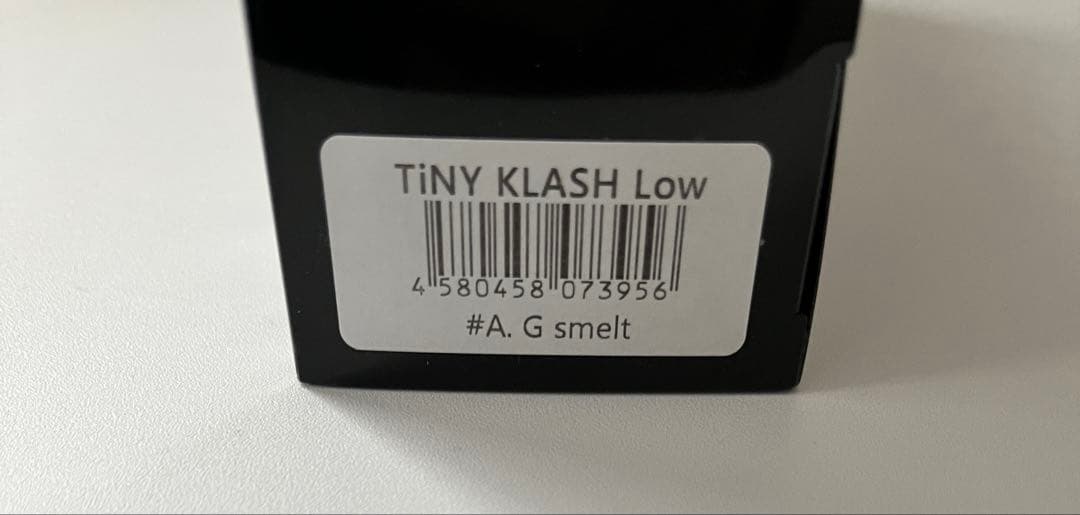 TiNY KLASH Low
4 580458 073956
#A. G smelt